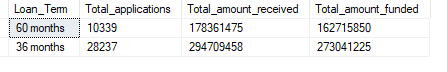 Loan_Term Total_applications Total_amount_received Total_amount_funded
60 months 10339 178361475 162715850
36 months 28237 294709458 273041225